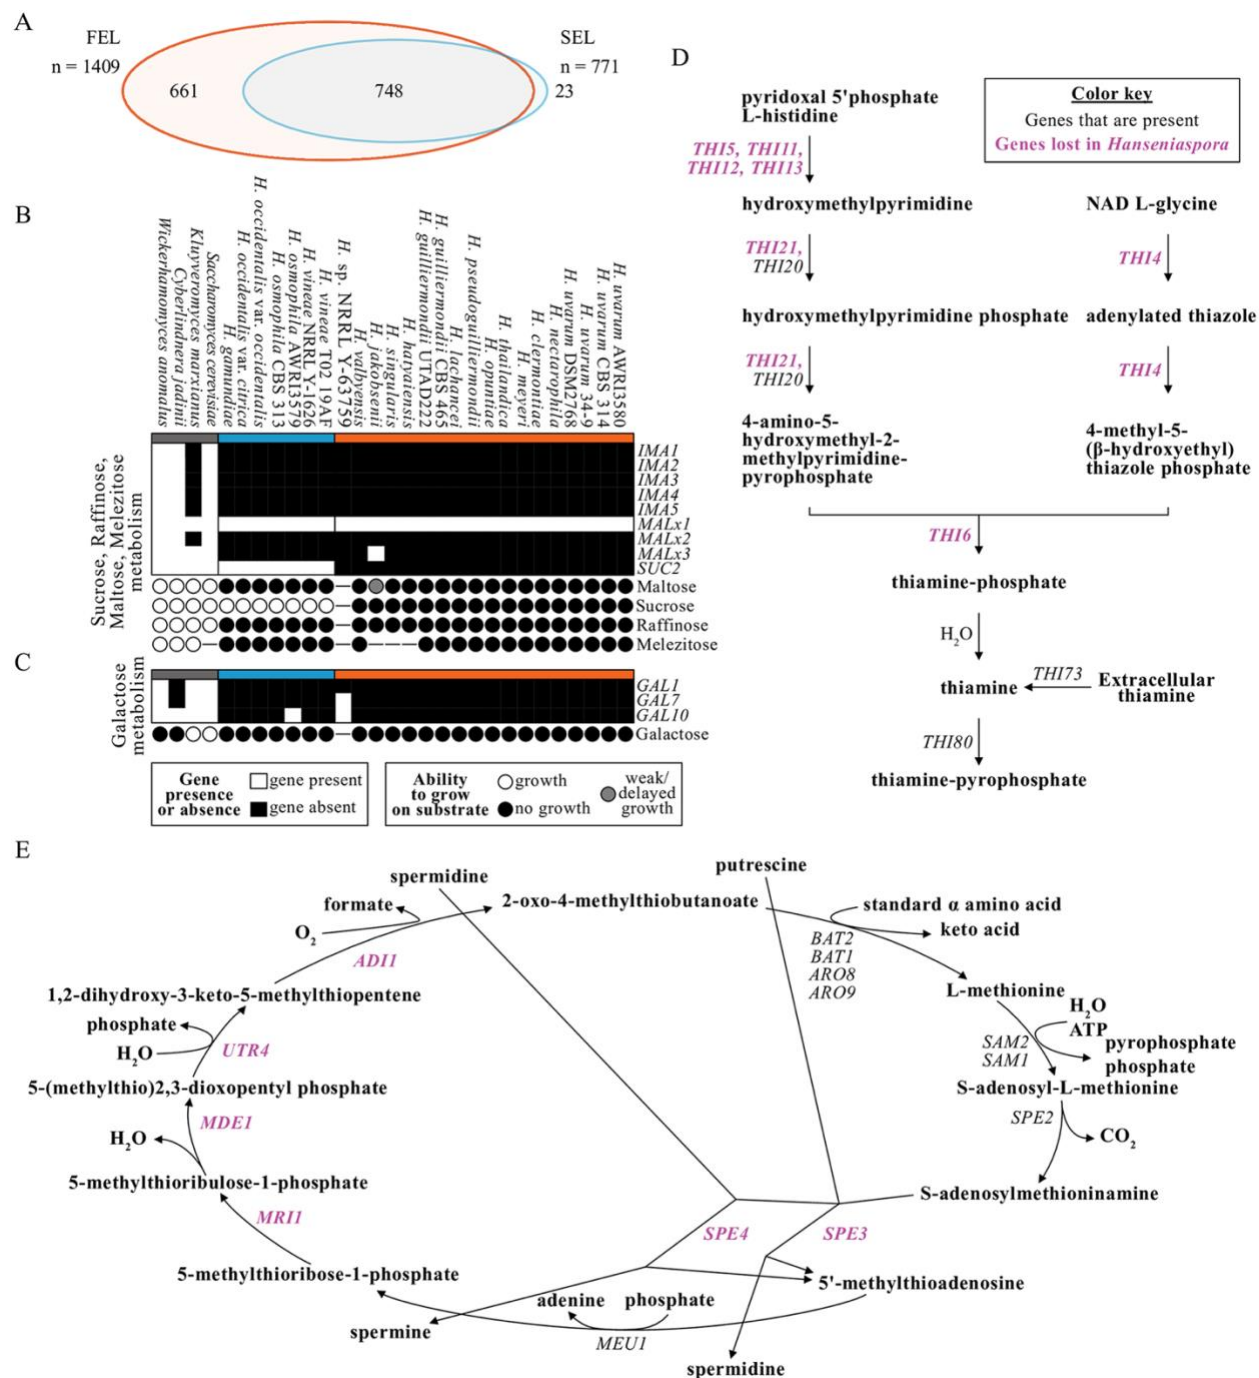 A
FEL
n = 1409
661
748
SEL
n = 771
23
B
Wickerhamomyces anomalus
Cyberlindnera jadinii
Kluyveromyces marxianus
Saccharomyces cerevisiae
H. gamundiae
H. occidentalis var. citrica
H. occidentalis var. occidentalis
H. osmophila CBS 313
H. osmophila AWRI3579
H. vineae NRRL Y-1626
H. vineae T02 19AF
H. sp. NRRL Y-63759
H. valbyensis
H. jakobsenii
H. singularis
H. hatyaiensis
H. guilliermondii UTAD222
H. guilliermondii CBS 465
H. lachancei
H. pseudoguilliermondii
H. opuntiae
H. thailandica
H. meyeri
H. clermontiae
H. nectarophila
H. uvarum DSM2768
H. uvarum 34-9
H. uvarum CBS 314
H. uvarum AWRI3580
Sucrose, Raffinose,
Maltose, Melezitose
metabolism
IMA1
IMA2
IMA3
IMA4
IMA5
MALx1
MALx2
MALx3
SUC2
Maltose
Sucrose
Raffinose
Melezitose
C
Galactose
metabolism
GAL1
GAL7
GAL10
Galactose
Gene
presence
or absence
gene present
gene absent
Ability
to grow
on substrate
growth
no growth
weak/
delayed
growth
D
Color key
Genes that are present
Genes lost in Hanseniaspora
pyridoxal 5'phosphate
L-histidine
THI5, THI11,
THI12, THI13
hydroxymethylpyrimidine
THI21,
THI20
hydroxymethylpyrimidine phosphate
THI21,
THI20
4-amino-5-
hydroxymethyl-2-
methylpyrimidine-
pyrophosphate
NAD L-glycine
THI4
adenylated thiazole
THI4
4-methyl-5-
(β-hydroxyethyl)
thiazole phosphate
THI6
thiamine-phosphate
H₂O
thiamine
THI73
Extracellular
thiamine
THI80
thiamine-pyrophosphate
E
spermidine
putrescine
formate
O₂
ADI1
2-oxo-4-methylthiobutanoate
standard α amino acid
keto acid
BAT2
BAT1
ARO8
ARO9
1,2-dihydroxy-3-keto-5-methylthiopentene
L-methionine
phosphate
H₂O
UTR4
H₂O
ATP
SAM2
SAM1
pyrophosphate
phosphate
5-(methylthio)2,3-dioxopentyl phosphate
S-adenosyl-L-methionine
MDE1
H₂O
SPE2
CO₂
5-methylthioribulose-1-phosphate
S-adenosylmethioninamine
MRI1
SPE4
SPE3
5-methylthioribose-1-phosphate
5'-methylthioadenosine
adenine
phosphate
spermine
MEU1
spermidine